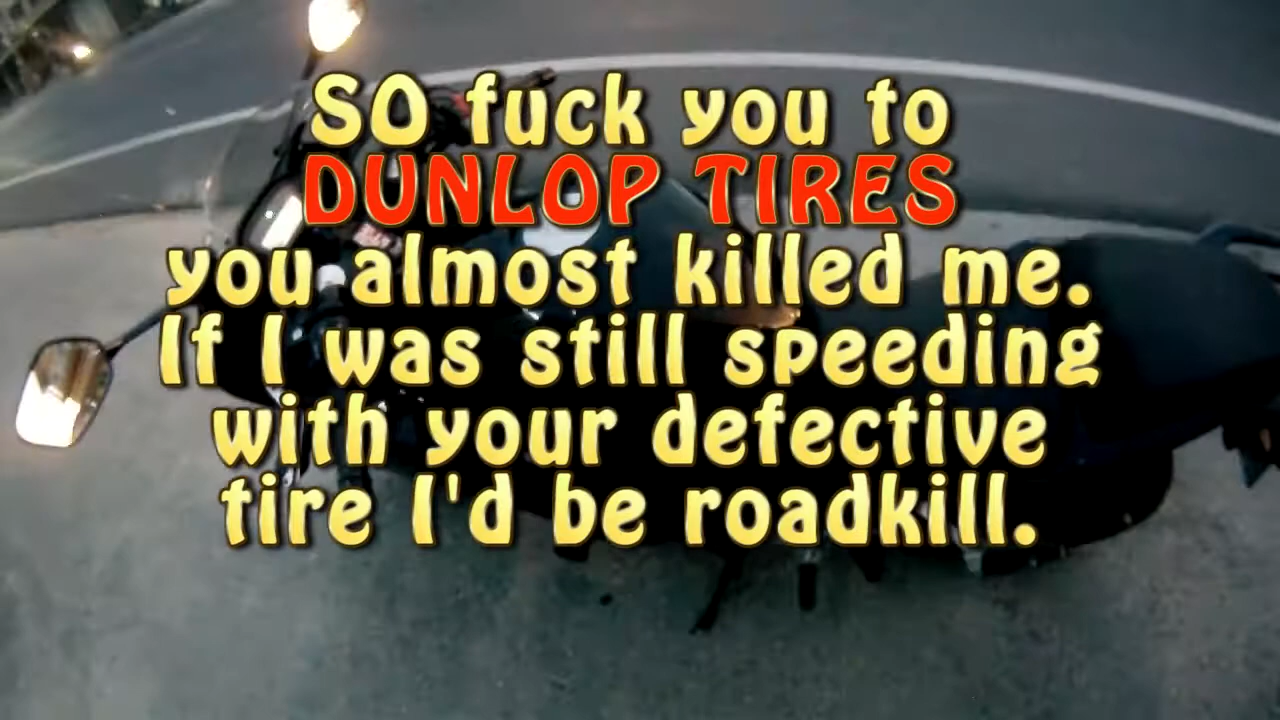 SO fuck you to
DUNLOP TIRES
you almost killed me.
If I was still speeding
with your defective
tire I'd be roadkill.